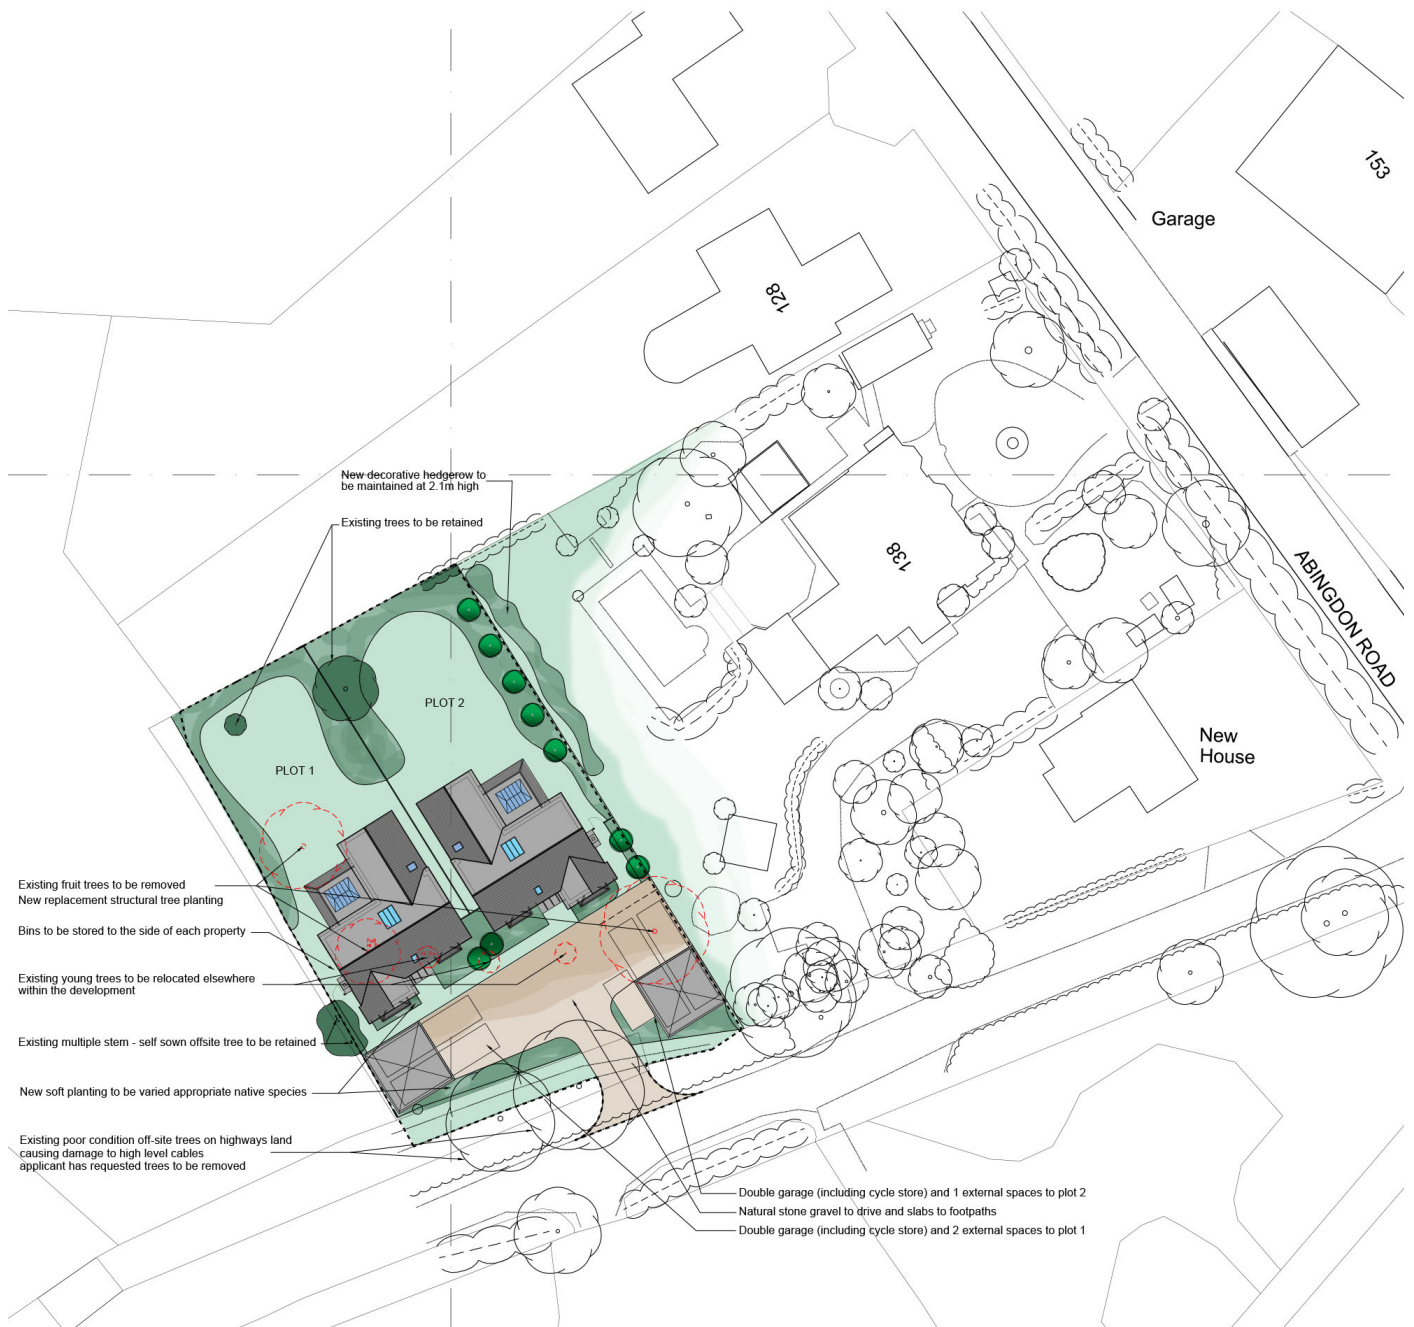 153
Garage
128
New decorative hedgerow to
be maintained at 2.1m high
Existing trees to be retained
138
ABINGDON ROAD
PLOT 2
New
House
PLOT 1
Existing fruit trees to be removed
New replacement structural tree planting
Bins to be stored to the side of each property
Existing young trees to be relocated elsewhere
within the development
Existing multiple stem - self sown offsite tree to be retained
New soft planting to be varied appropriate native species
Existing poor condition off-site trees on highways land
causing damage to high level cables
applicant has requested trees to be removed
Double garage (including cycle store) and 1 external spaces to plot 2
Natural stone gravel to drive and slabs to footpaths
Double garage (including cycle store) and 2 external spaces to plot 1